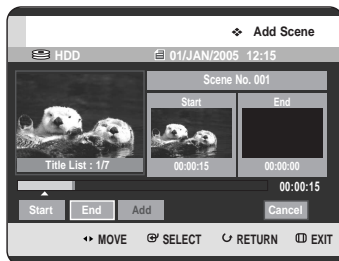 ❖ Add Scene
HDD 01/JAN/2005 12:15
Scene No. 001
Start End
Title List : 1/7 00:00:15 00:00:00
00:00:15
Start End Add Cancel
MOVE SELECT RETURN EXIT